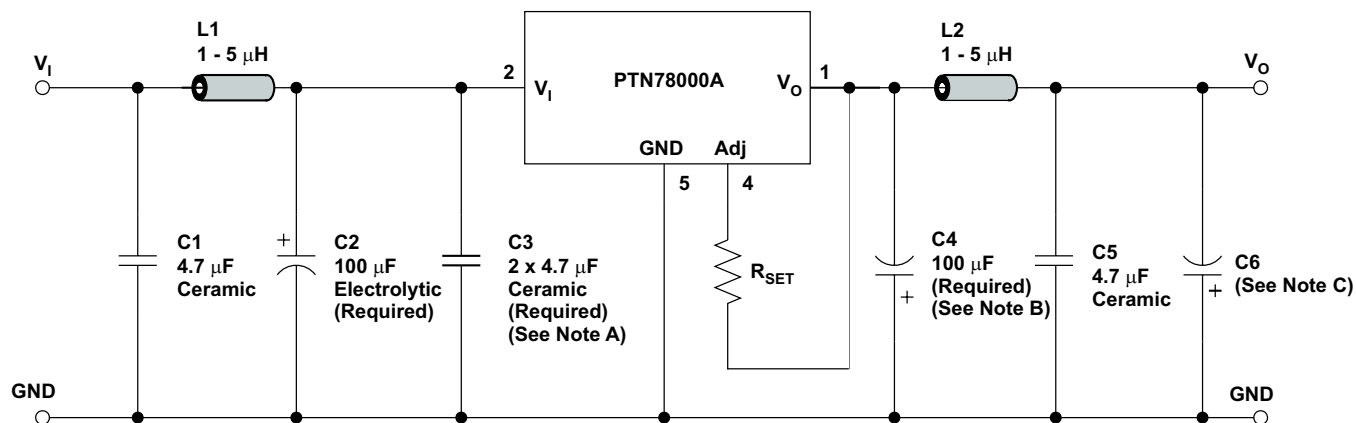 L1
1 - 5 μH
V_I
2
V_I
PTN78000A
V_O
1
GND
Adj
5
4
L2
1 - 5 μH
V_O
C1
4.7 μF
Ceramic
+
C2
100 μF
Electrolytic
(Required)
C3
2 x 4.7 μF
Ceramic
(Required)
(See Note A)
R_SET
C4
100 μF
(Required)
(See Note B)
+
C5
4.7 μF
Ceramic
C6
(See Note C)
+
GND
GND